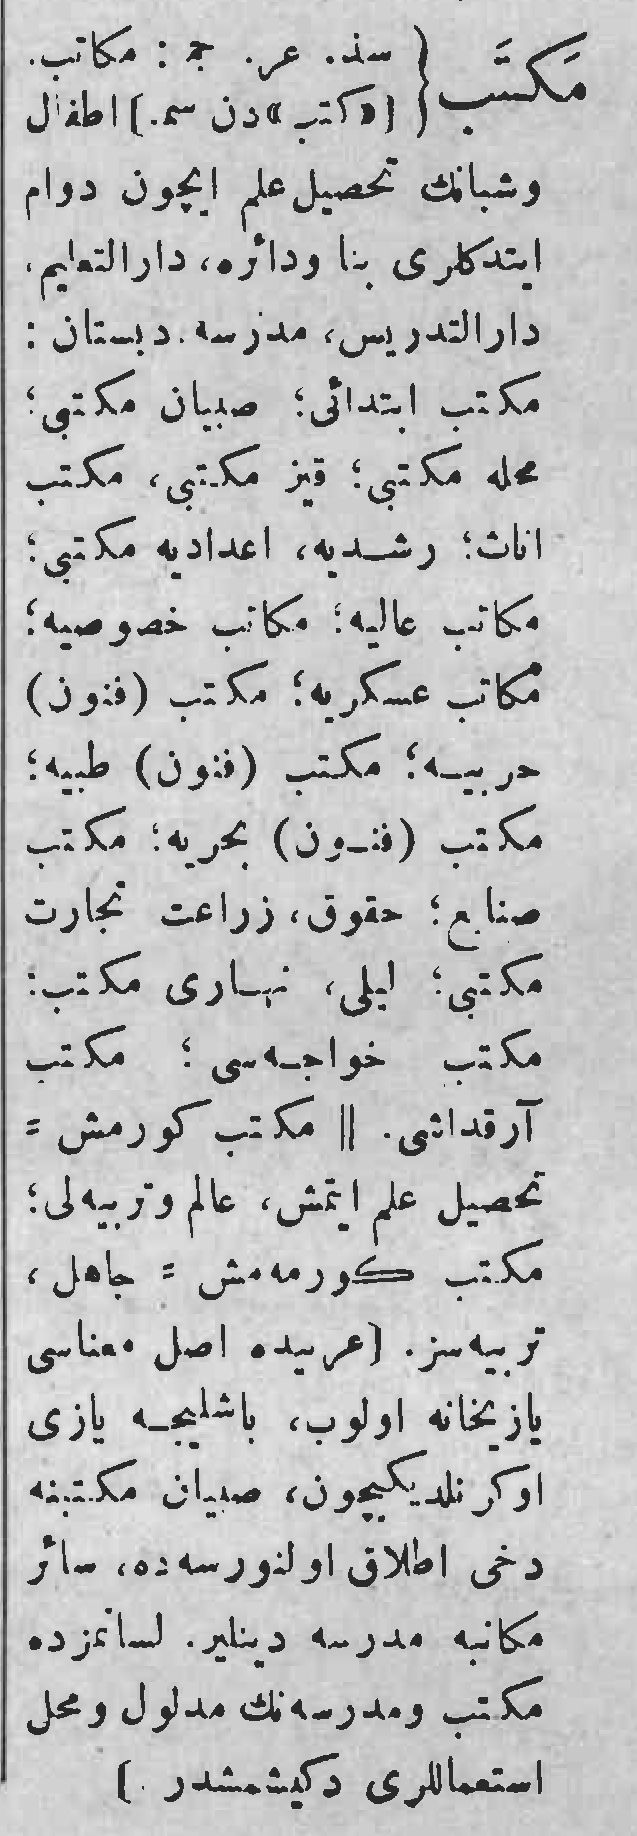 مَكتَب { سذ. عر. ج : مكاتب.
[«كتب»دن سم.] اطفال
وشبانك تحصيل علم ايچون دوام
ايتدكلرى بنا ودائره، دارالتعليم،
دارالتدريس، مدرسه. دبستان :
مكتب ابتدائى؛ صبيان مكتبى؛
محله مكتبى؛ قيز مكتبى، مكتب
اناث؛ رشديه، اعداديه مكتبى؛
مكاتب عاليه؛ مكاتب خصوصيه؛
مكاتب عسكريه؛ مكتب (فنون)
حربيه؛ مكتب (فنون) طبيه؛
مكتب (فنون) بحريه؛ مكتب
صنايع؛ حقوق، زراعت تجارت
مكتبى؛ ليلى، نهارى مكتب:
مكتب خواجه‌سى؛ مكتب
آرقداشى. || مكتب كورمش =
تحصيل علم ايتمش، عالم وتربيه‌لى؛
مكتب كورمه‌مش = جاهل،
تربيه‌سز. [عربيده اصل معناسى
يازيخانه اولوب، باشليجه يازى
اوكرنلديكيچون، صبيان مكتبنه
دخى اطلاق اولنورسه‌ده، سائر
مكاتبه مدرسه دينلير. لسانمزده
مكتب ومدرسه‌نك مدلول ومحل
استعماللرى دكيشمشدر.]